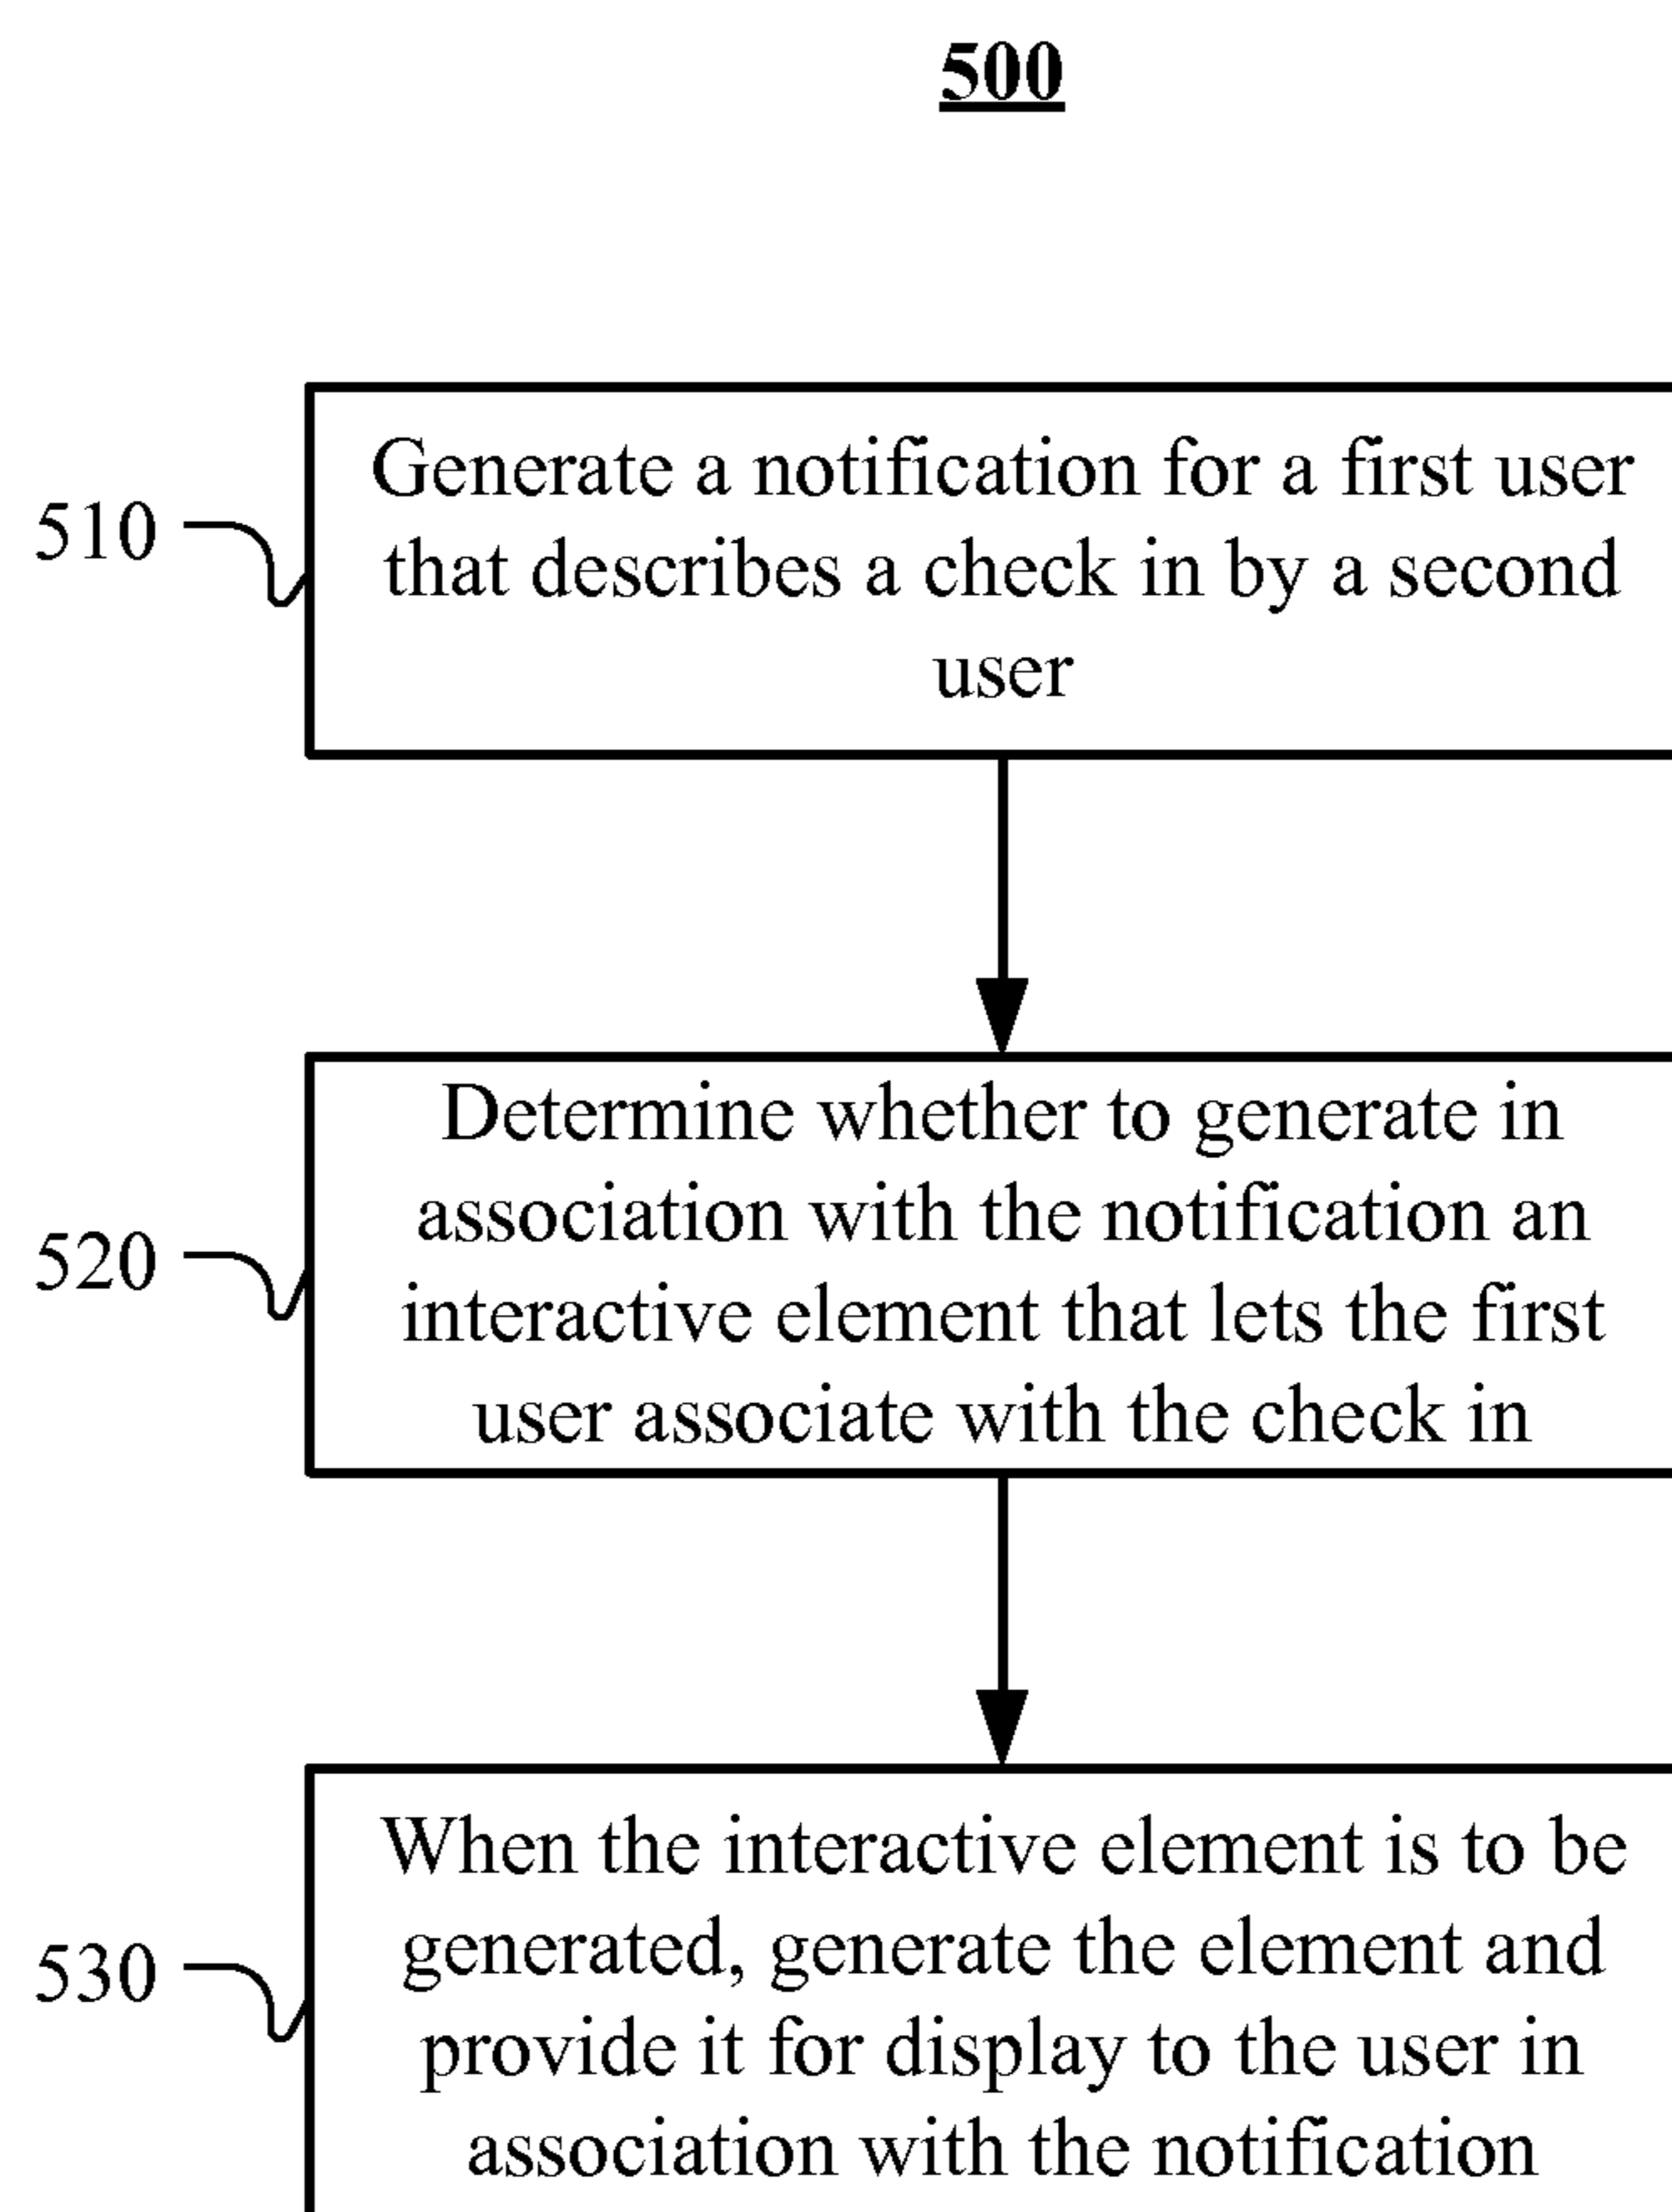 500
510
Generate a notification for a first user
that describes a check in by a second
user
520
Determine whether to generate in
association with the notification an
interactive element that lets the first
user associate with the check in
530
When the interactive element is to be
generated, generate the element and
provide it for display to the user in
association with the notification